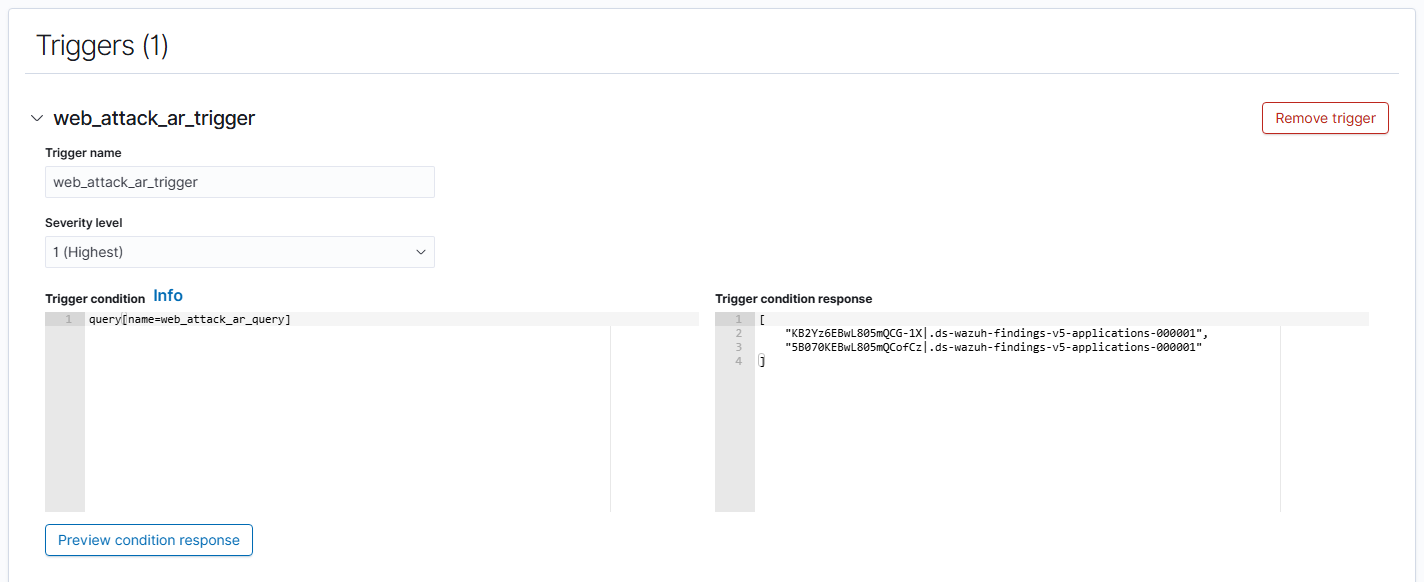 Triggers (1)
web_attack_ar_trigger
Remove trigger
Trigger name
web_attack_ar_trigger
Severity level
1 (Highest)
Trigger condition Info
1 query[name=web_attack_ar_query]
Trigger condition response
1 [
2 "KB2Yz6EBwL805mQCG-1X|.ds-wazuh-findings-v5-applications-000001",
3 "5B070KEBwL805mQCofCz|.ds-wazuh-findings-v5-applications-000001"
4 ]
Preview condition response